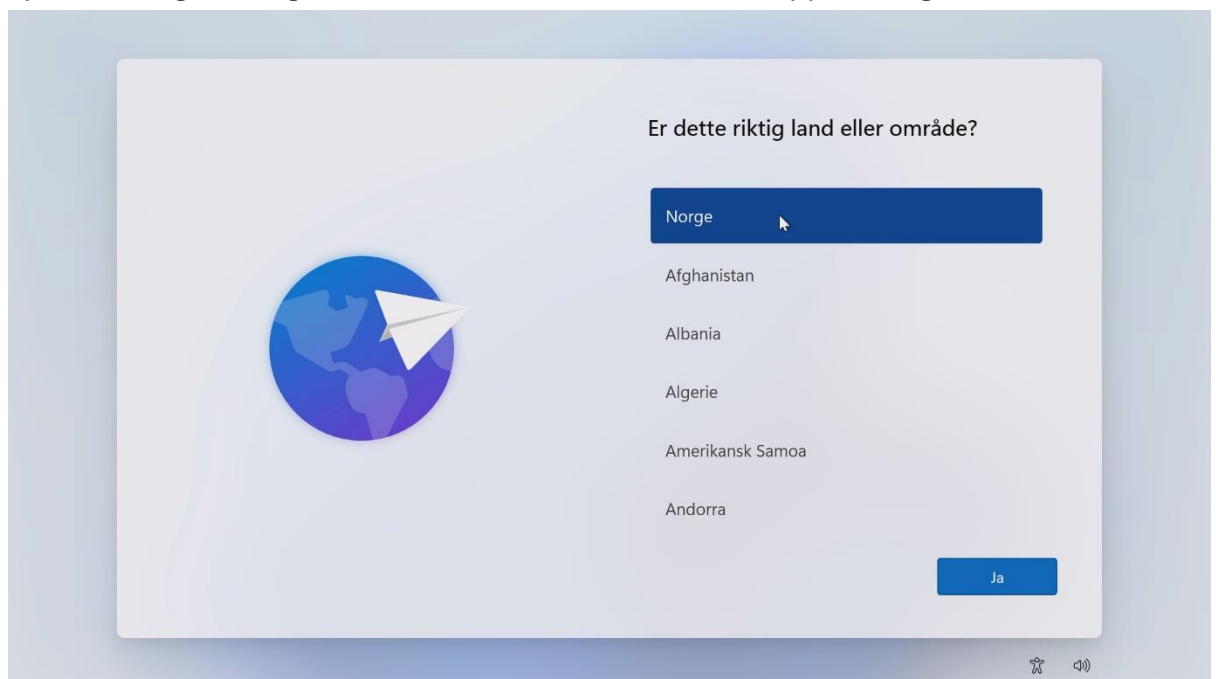 Er dette riktig land eller område?
Norge
Afghanistan
Albania
Algerie
Amerikansk Samoa
Andorra
Ja